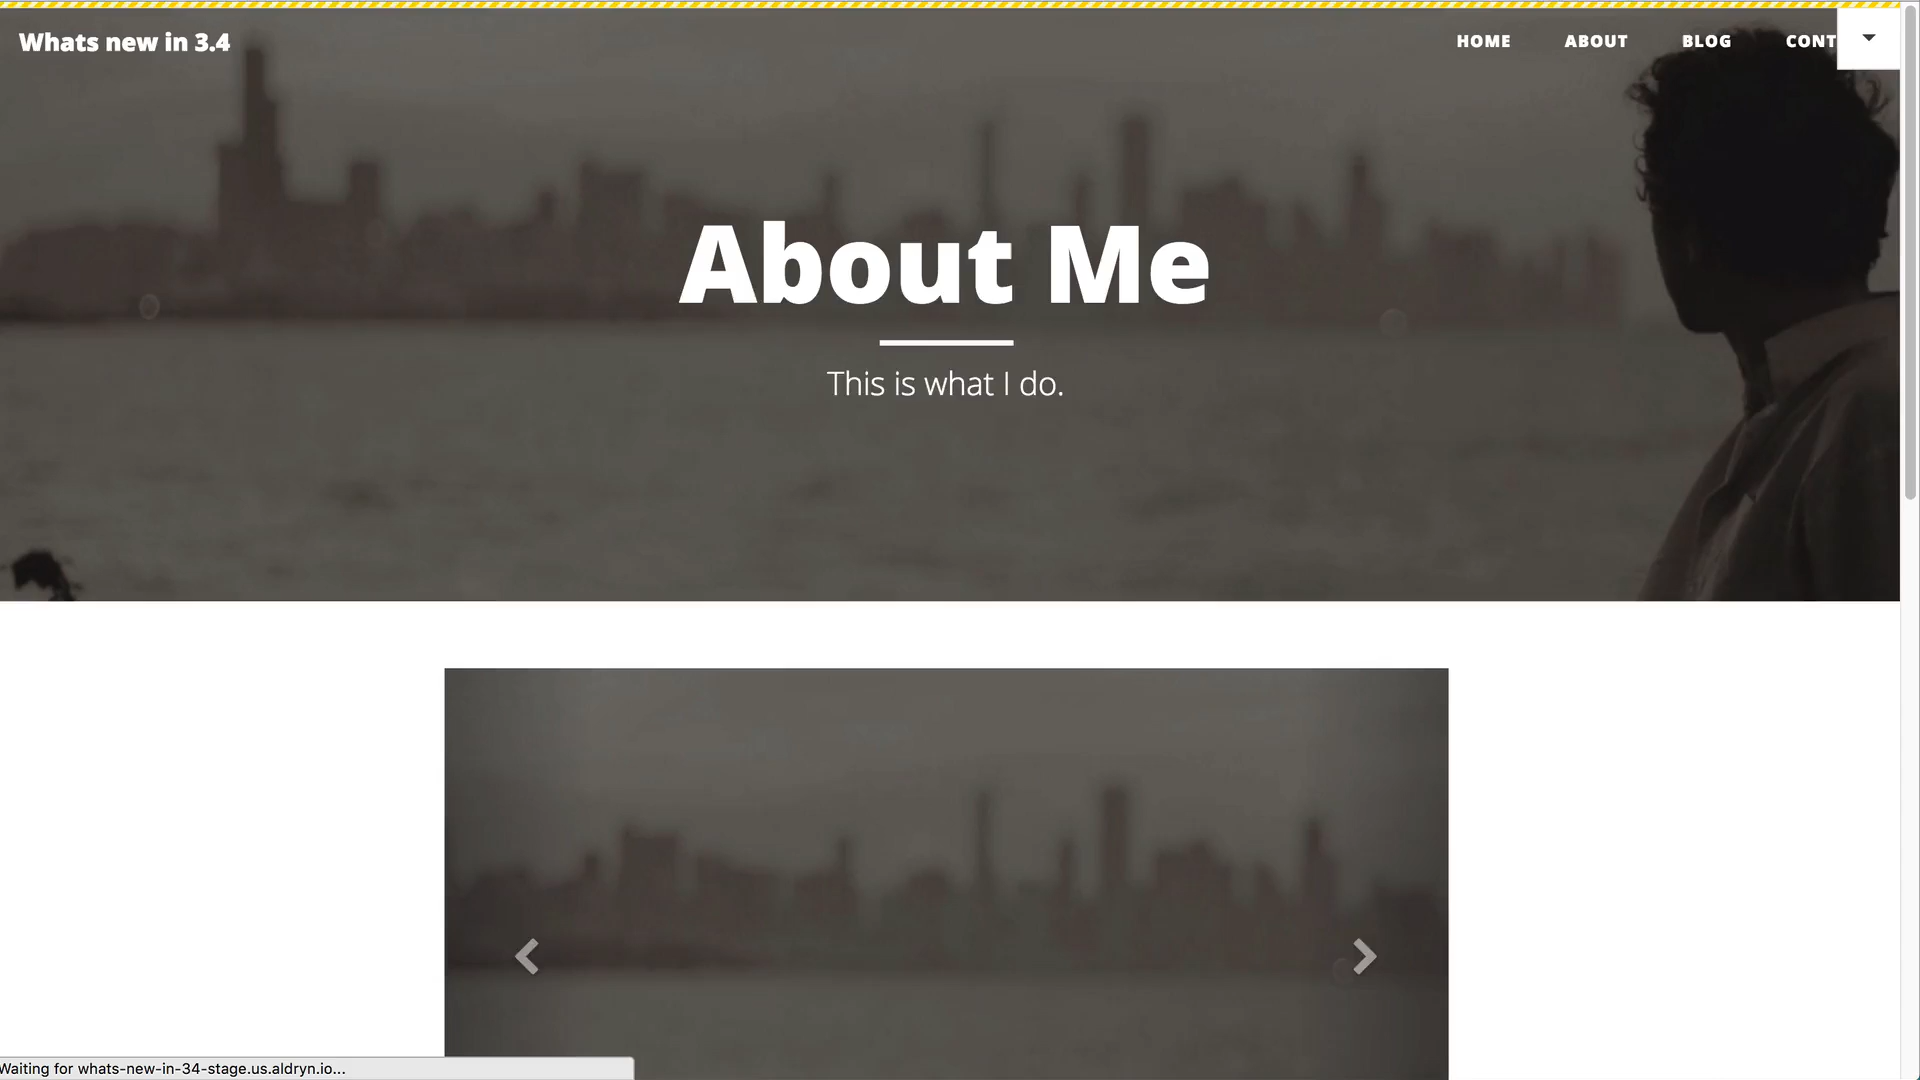 Whats new in 3.4
HOME ABOUT BLOG CONT
About Me
This is what I do.
Waiting for whats-new-in-34-stage.us.aldryn.io...